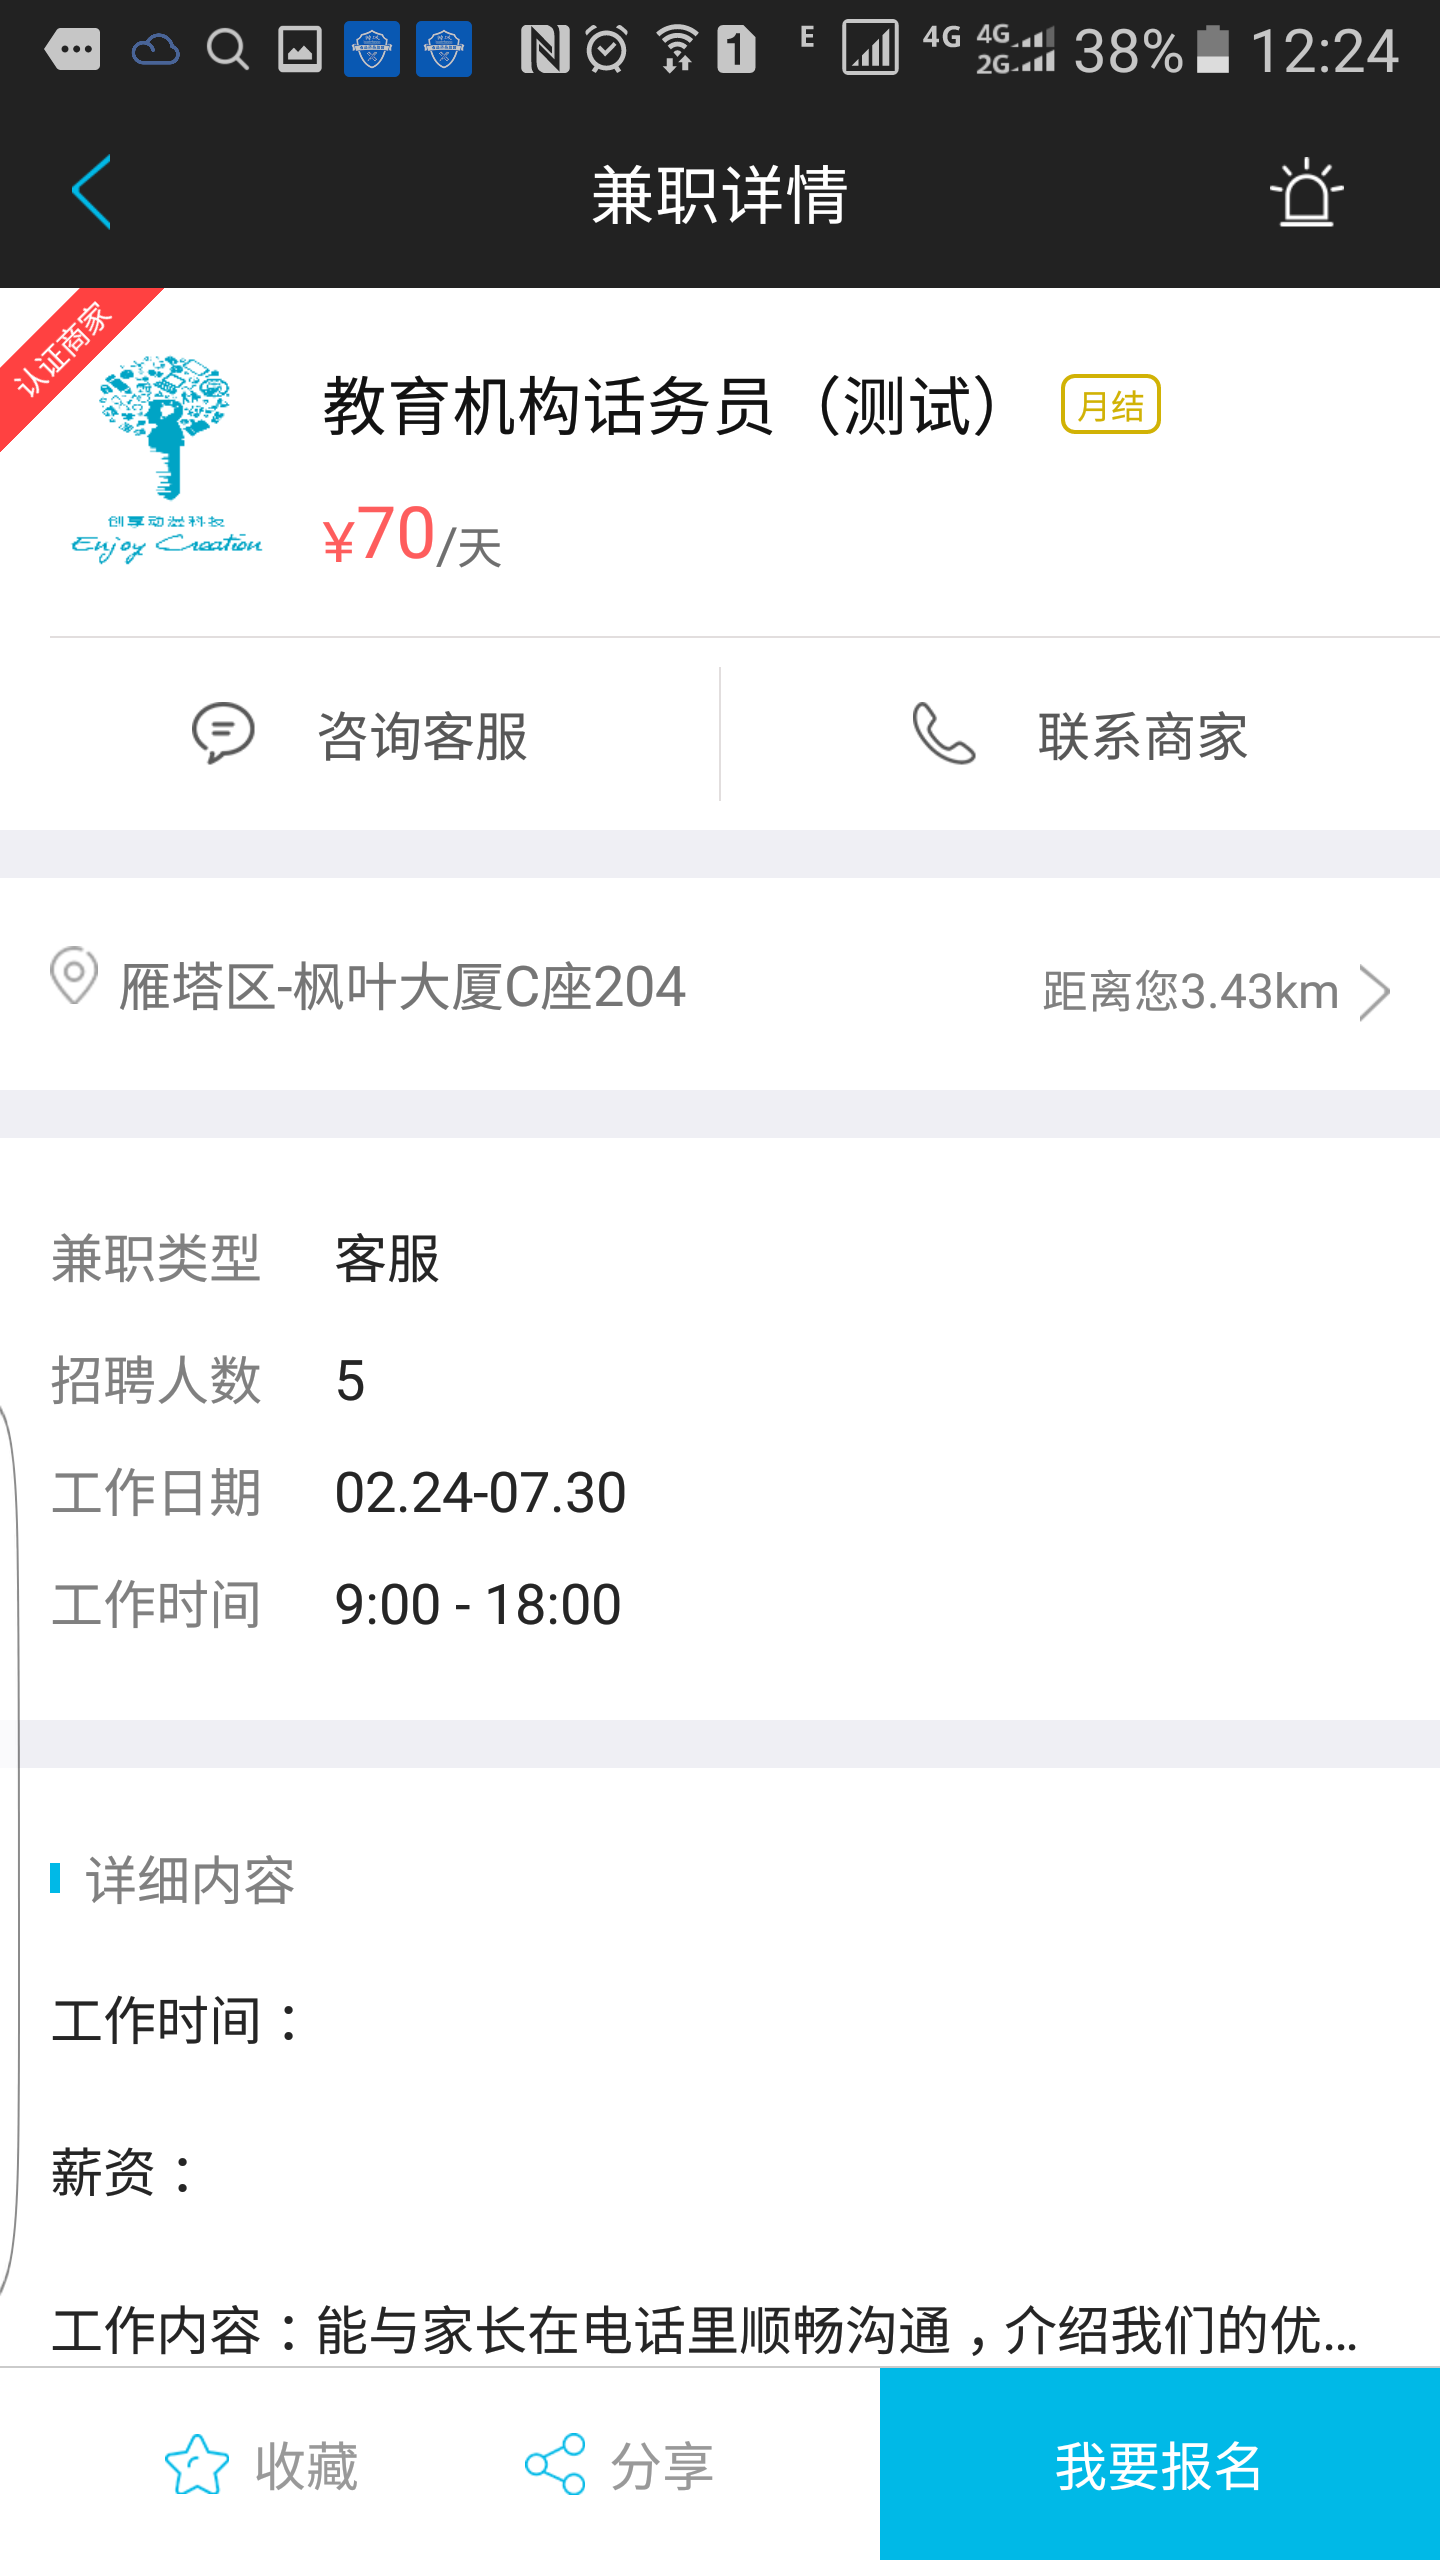 E 4G 4G 2G 38% 12:24
兼职详情
认证商家
教育机构话务员（测试） 月结
¥70/天
创享动滋科技
Enjoy Creation
咨询客服 联系商家
雁塔区-枫叶大厦C座204 距离您3.43km
兼职类型 客服
招聘人数 5
工作日期 02.24-07.30
工作时间 9:00 - 18:00
详细内容
工作时间：
薪资：
工作内容：能与家长在电话里顺畅沟通，介绍我们的优...
收藏 分享 我要报名